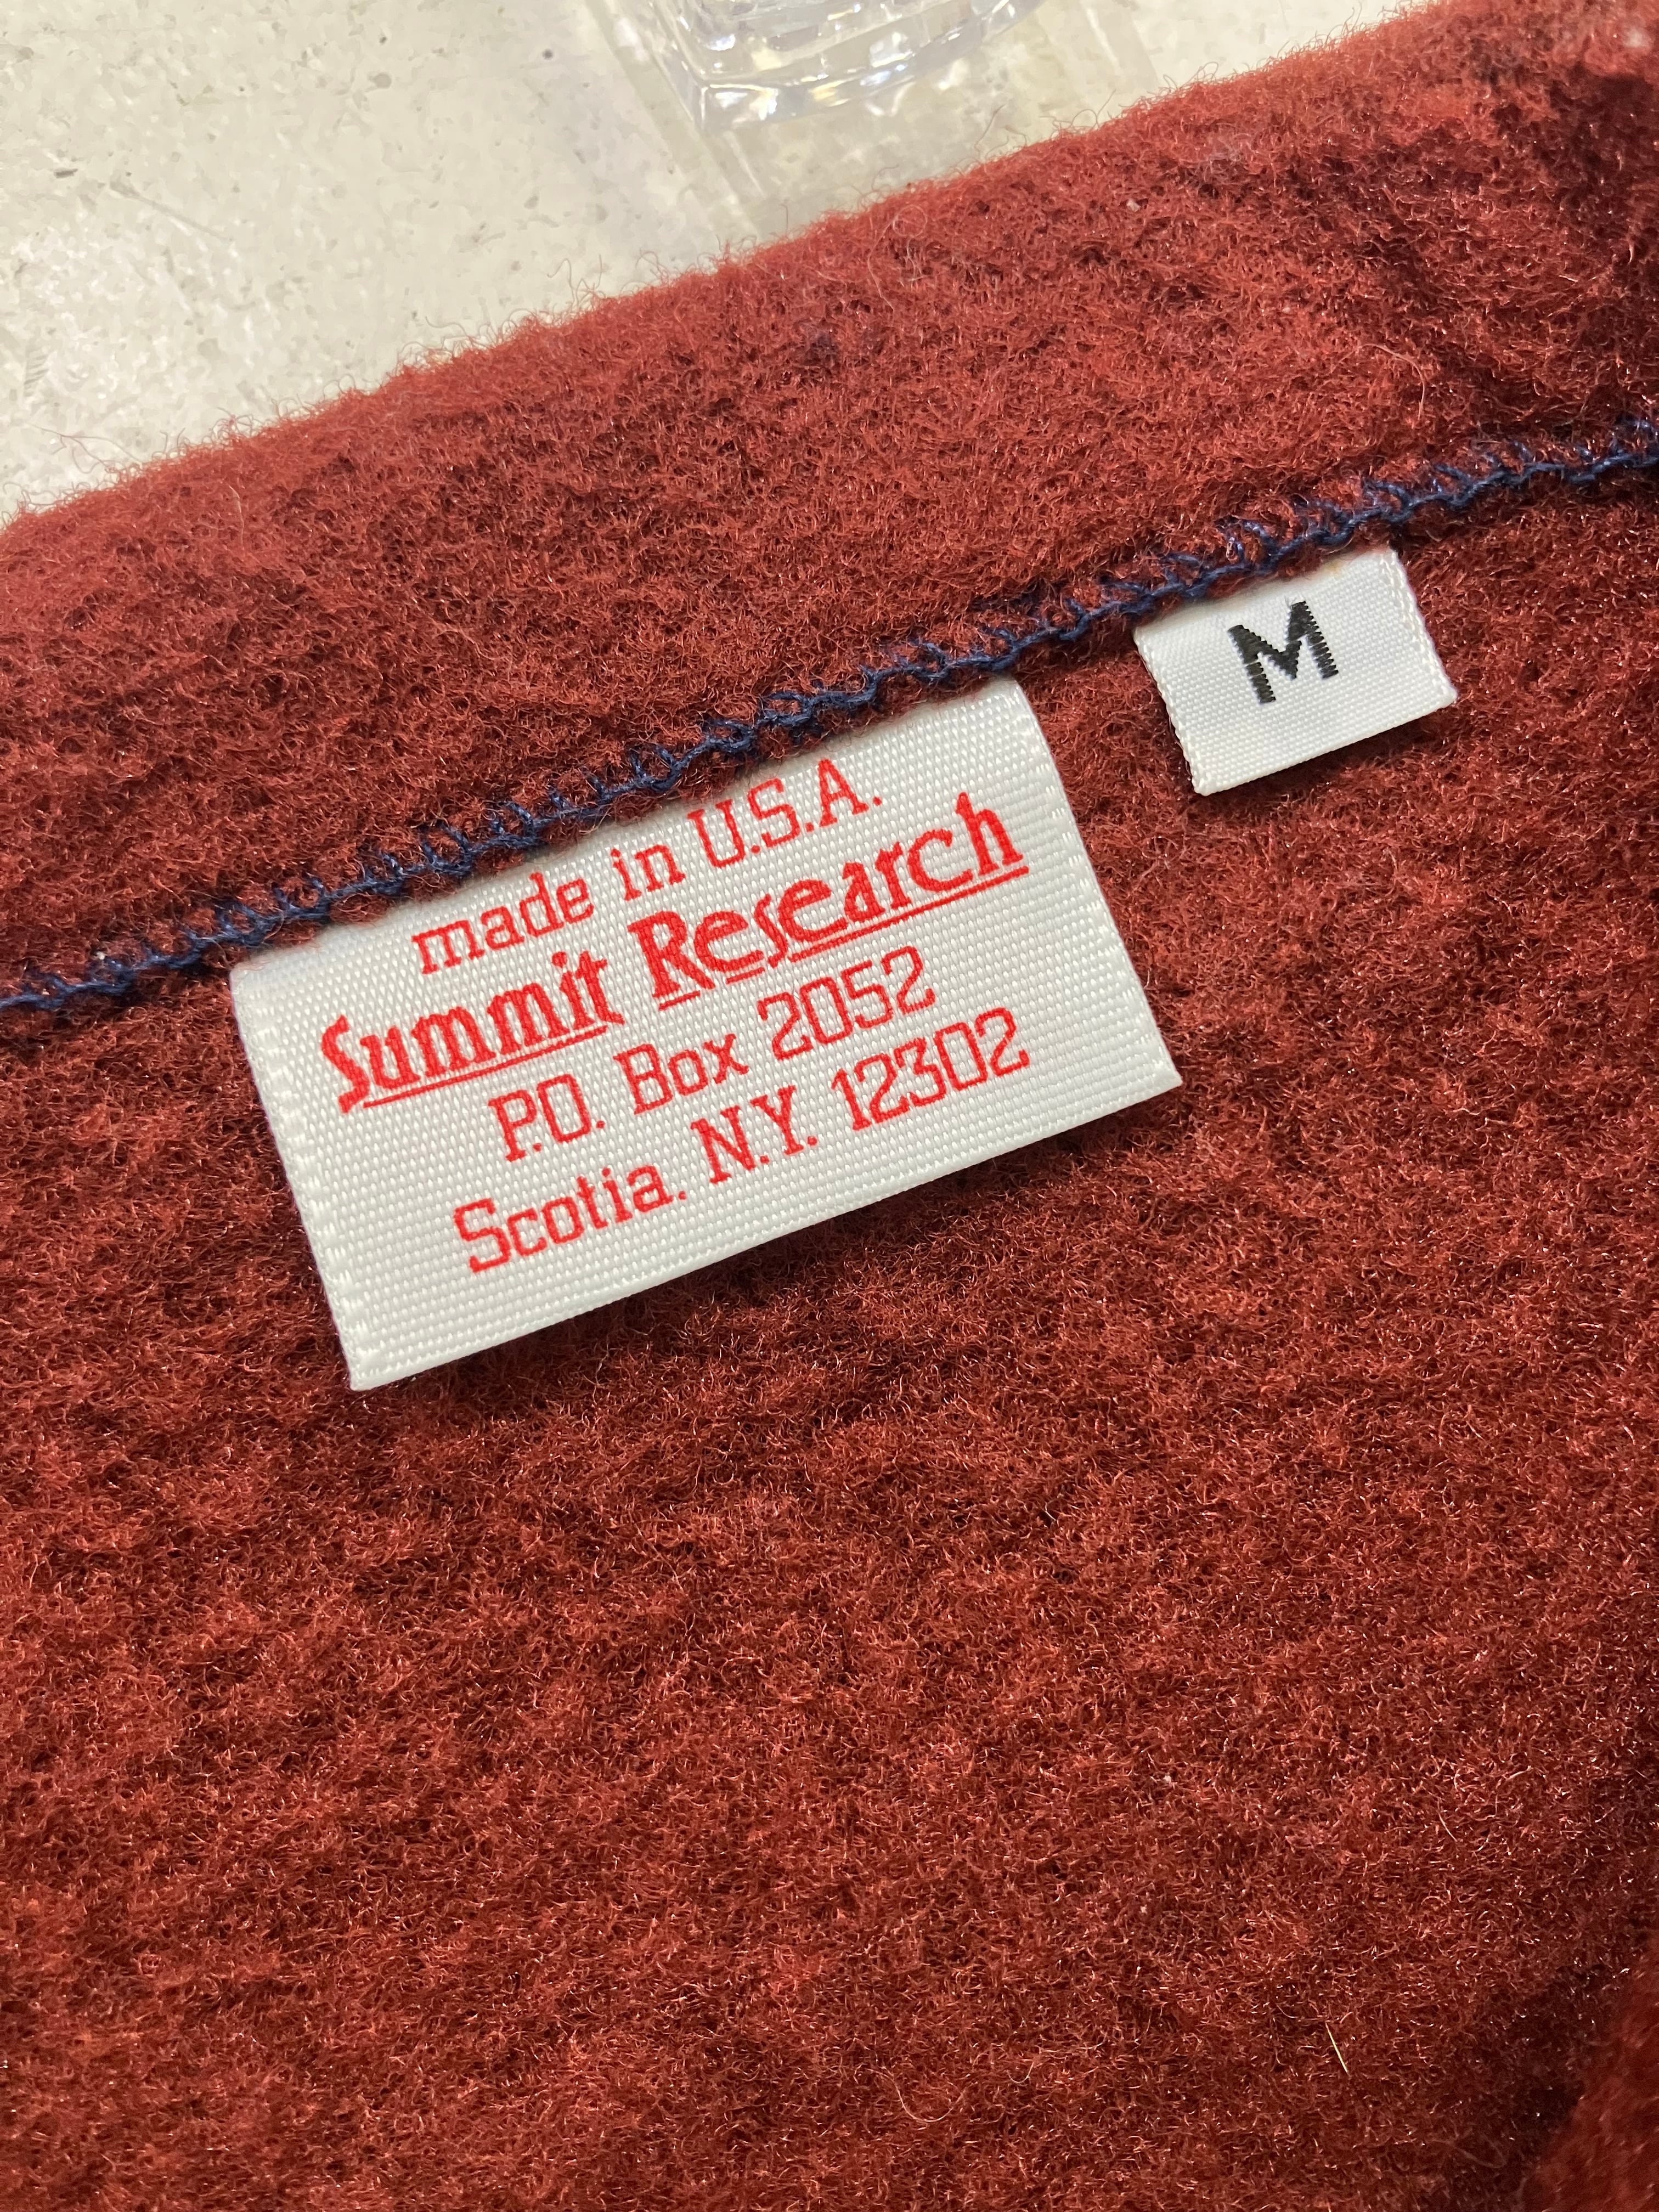 made in U.S.A.
Summit Research
P.O. Box 2052
Scotia, N.Y. 12302
M